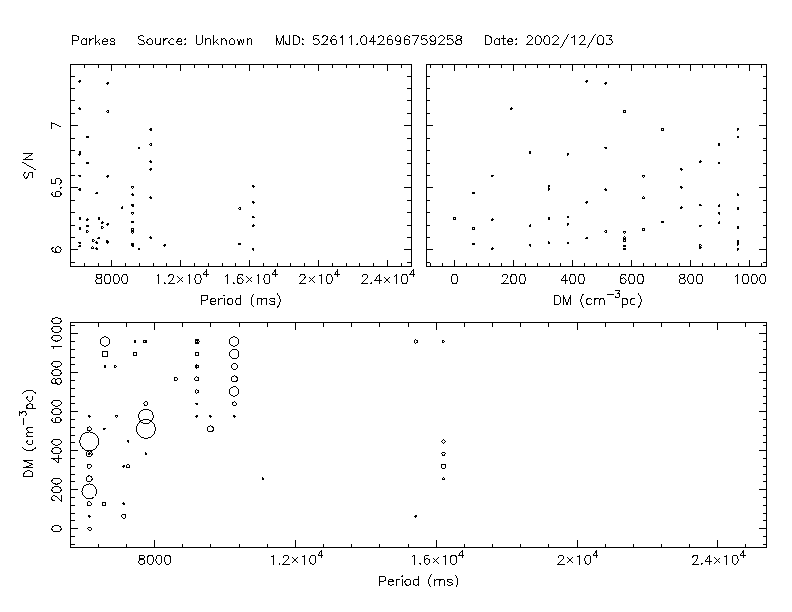 Parkes Source: Unknown MJD: 52611.042696759258 Date: 2002/12/03
S/N
7
6.5
6
8000 1.2×10⁴ 1.6×10⁴ 2×10⁴ 2.4×10⁴
Period (ms)
0 200 400 600 800 1000
DM (cm⁻³pc)
DM (cm⁻³pc)
1000
800
600
400
200
0
8000 1.2×10⁴ 1.6×10⁴ 2×10⁴ 2.4×10⁴
Period (ms)